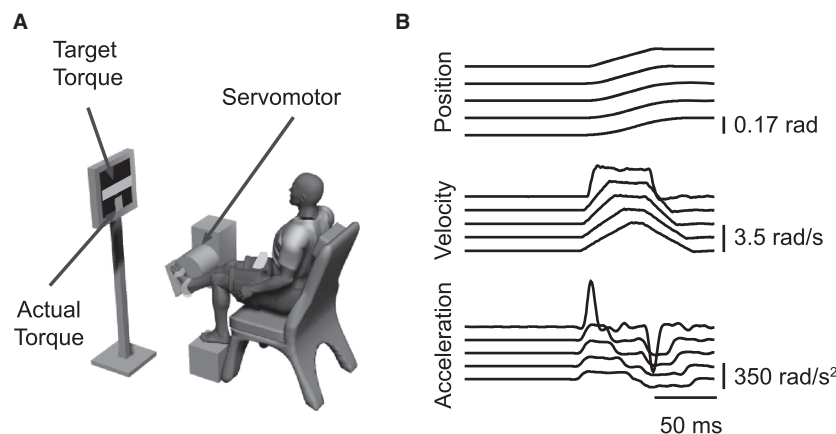 A
Target
Torque
Servomotor
Actual
Torque
B
Position
0.17 rad
Velocity
3.5 rad/s
Acceleration
350 rad/s²
50 ms